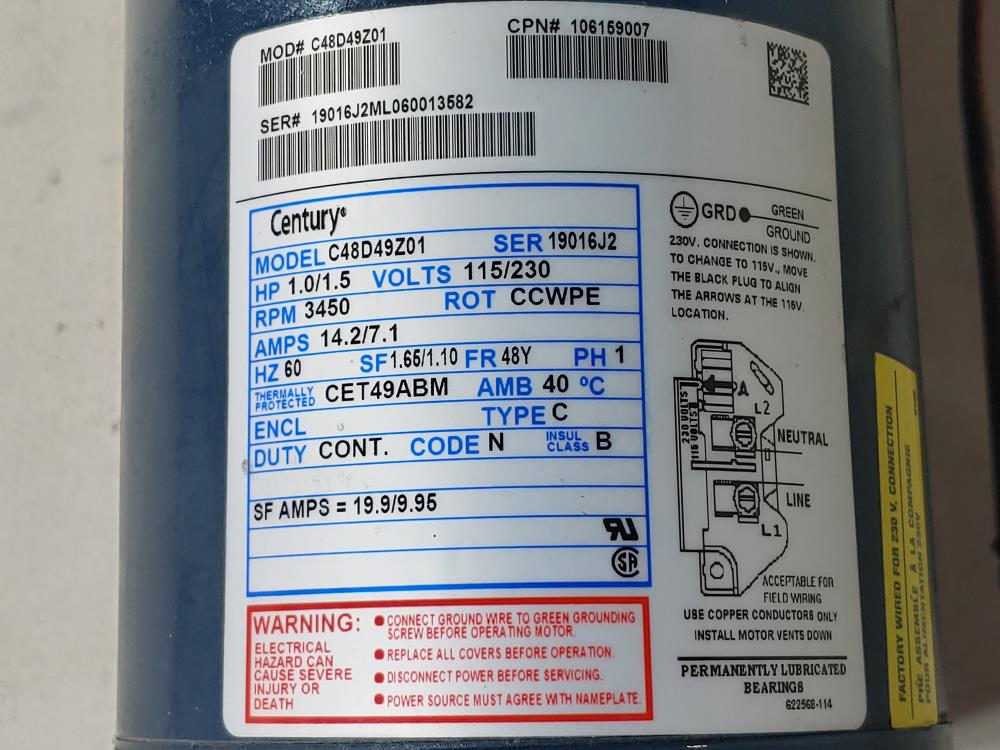 MOD# C48D49Z01
CPN# 106159007
SER# 19016J2ML060013582
Century®
MODEL C48D49Z01 SER 19016J2
HP 1.0/1.5 VOLTS 115/230
RPM 3450 ROT CCWPE
AMPS 14.2/7.1
HZ 60 SF 1.65/1.10 FR 48Y PH 1
THERMALLY PROTECTED CET49ABM AMB 40 ºC
ENCL TYPE C
DUTY CONT. CODE N INSUL CLASS B
SF AMPS = 19.9/9.95
WARNING:
ELECTRICAL
HAZARD CAN
CAUSE SEVERE
INJURY OR
DEATH
• CONNECT GROUND WIRE TO GREEN GROUNDING
SCREW BEFORE OPERATING MOTOR.
• REPLACE ALL COVERS BEFORE OPERATION.
• DISCONNECT POWER BEFORE SERVICING.
• POWER SOURCE MUST AGREE WITH NAMEPLATE.
GRD GREEN
GROUND
230V. CONNECTION IS SHOWN.
TO CHANGE TO 115V., MOVE
THE BLACK PLUG TO ALIGN
THE ARROWS AT THE 115V.
LOCATION.
A
230 VOLTS
115 VOLTS
L2
NEUTRAL
LINE
L1
ACCEPTABLE FOR
FIELD WIRING
USE COPPER CONDUCTORS ONLY
INSTALL MOTOR VENTS DOWN
PERMANENTLY LUBRICATED
BEARINGS
622568-114
FACTORY WIRED FOR 230 V. CONNECTION
PRÉ ASSEMBLÉ À LA COMPAGNIE
POUR ALIMENTATION 230V